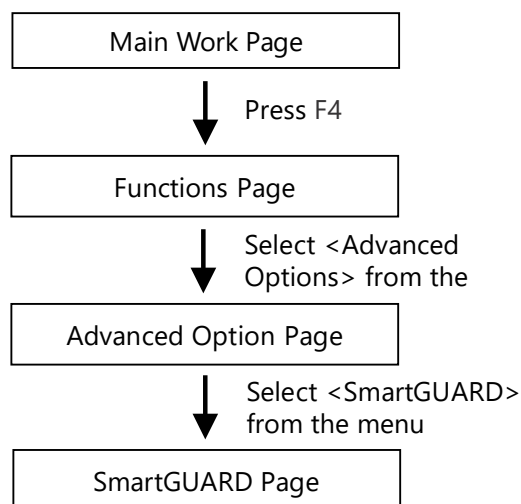 Main Work Page
Press F4
Functions Page
Select <Advanced
Options> from the
Advanced Option Page
Select <SmartGUARD>
from the menu
SmartGUARD Page